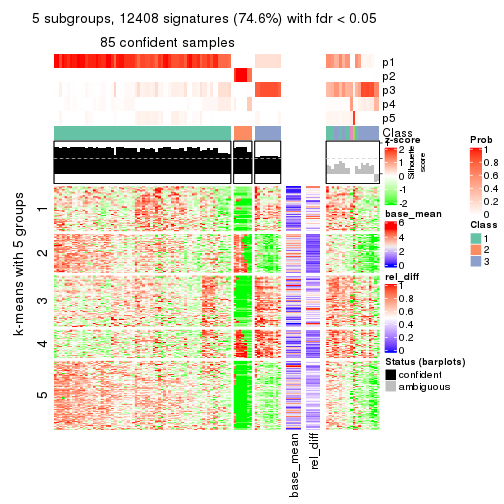 5 subgroups, 12408 signatures (74.6%) with fdr < 0.05
85 confident samples
p1
p2
p3
p4
p5
Class
1
Silhouette
score
k-means with 5 groups
1
2
3
4
5
base_mean
rel_diff
z-score
2
1
0
-1
-2
base_mean
6
4
2
0
rel_diff
1
0.8
0.6
0.4
0.2
0
Status (barplots)
confident
ambiguous
Prob
1
0.8
0.6
0.4
0.2
0
Class
1
2
3